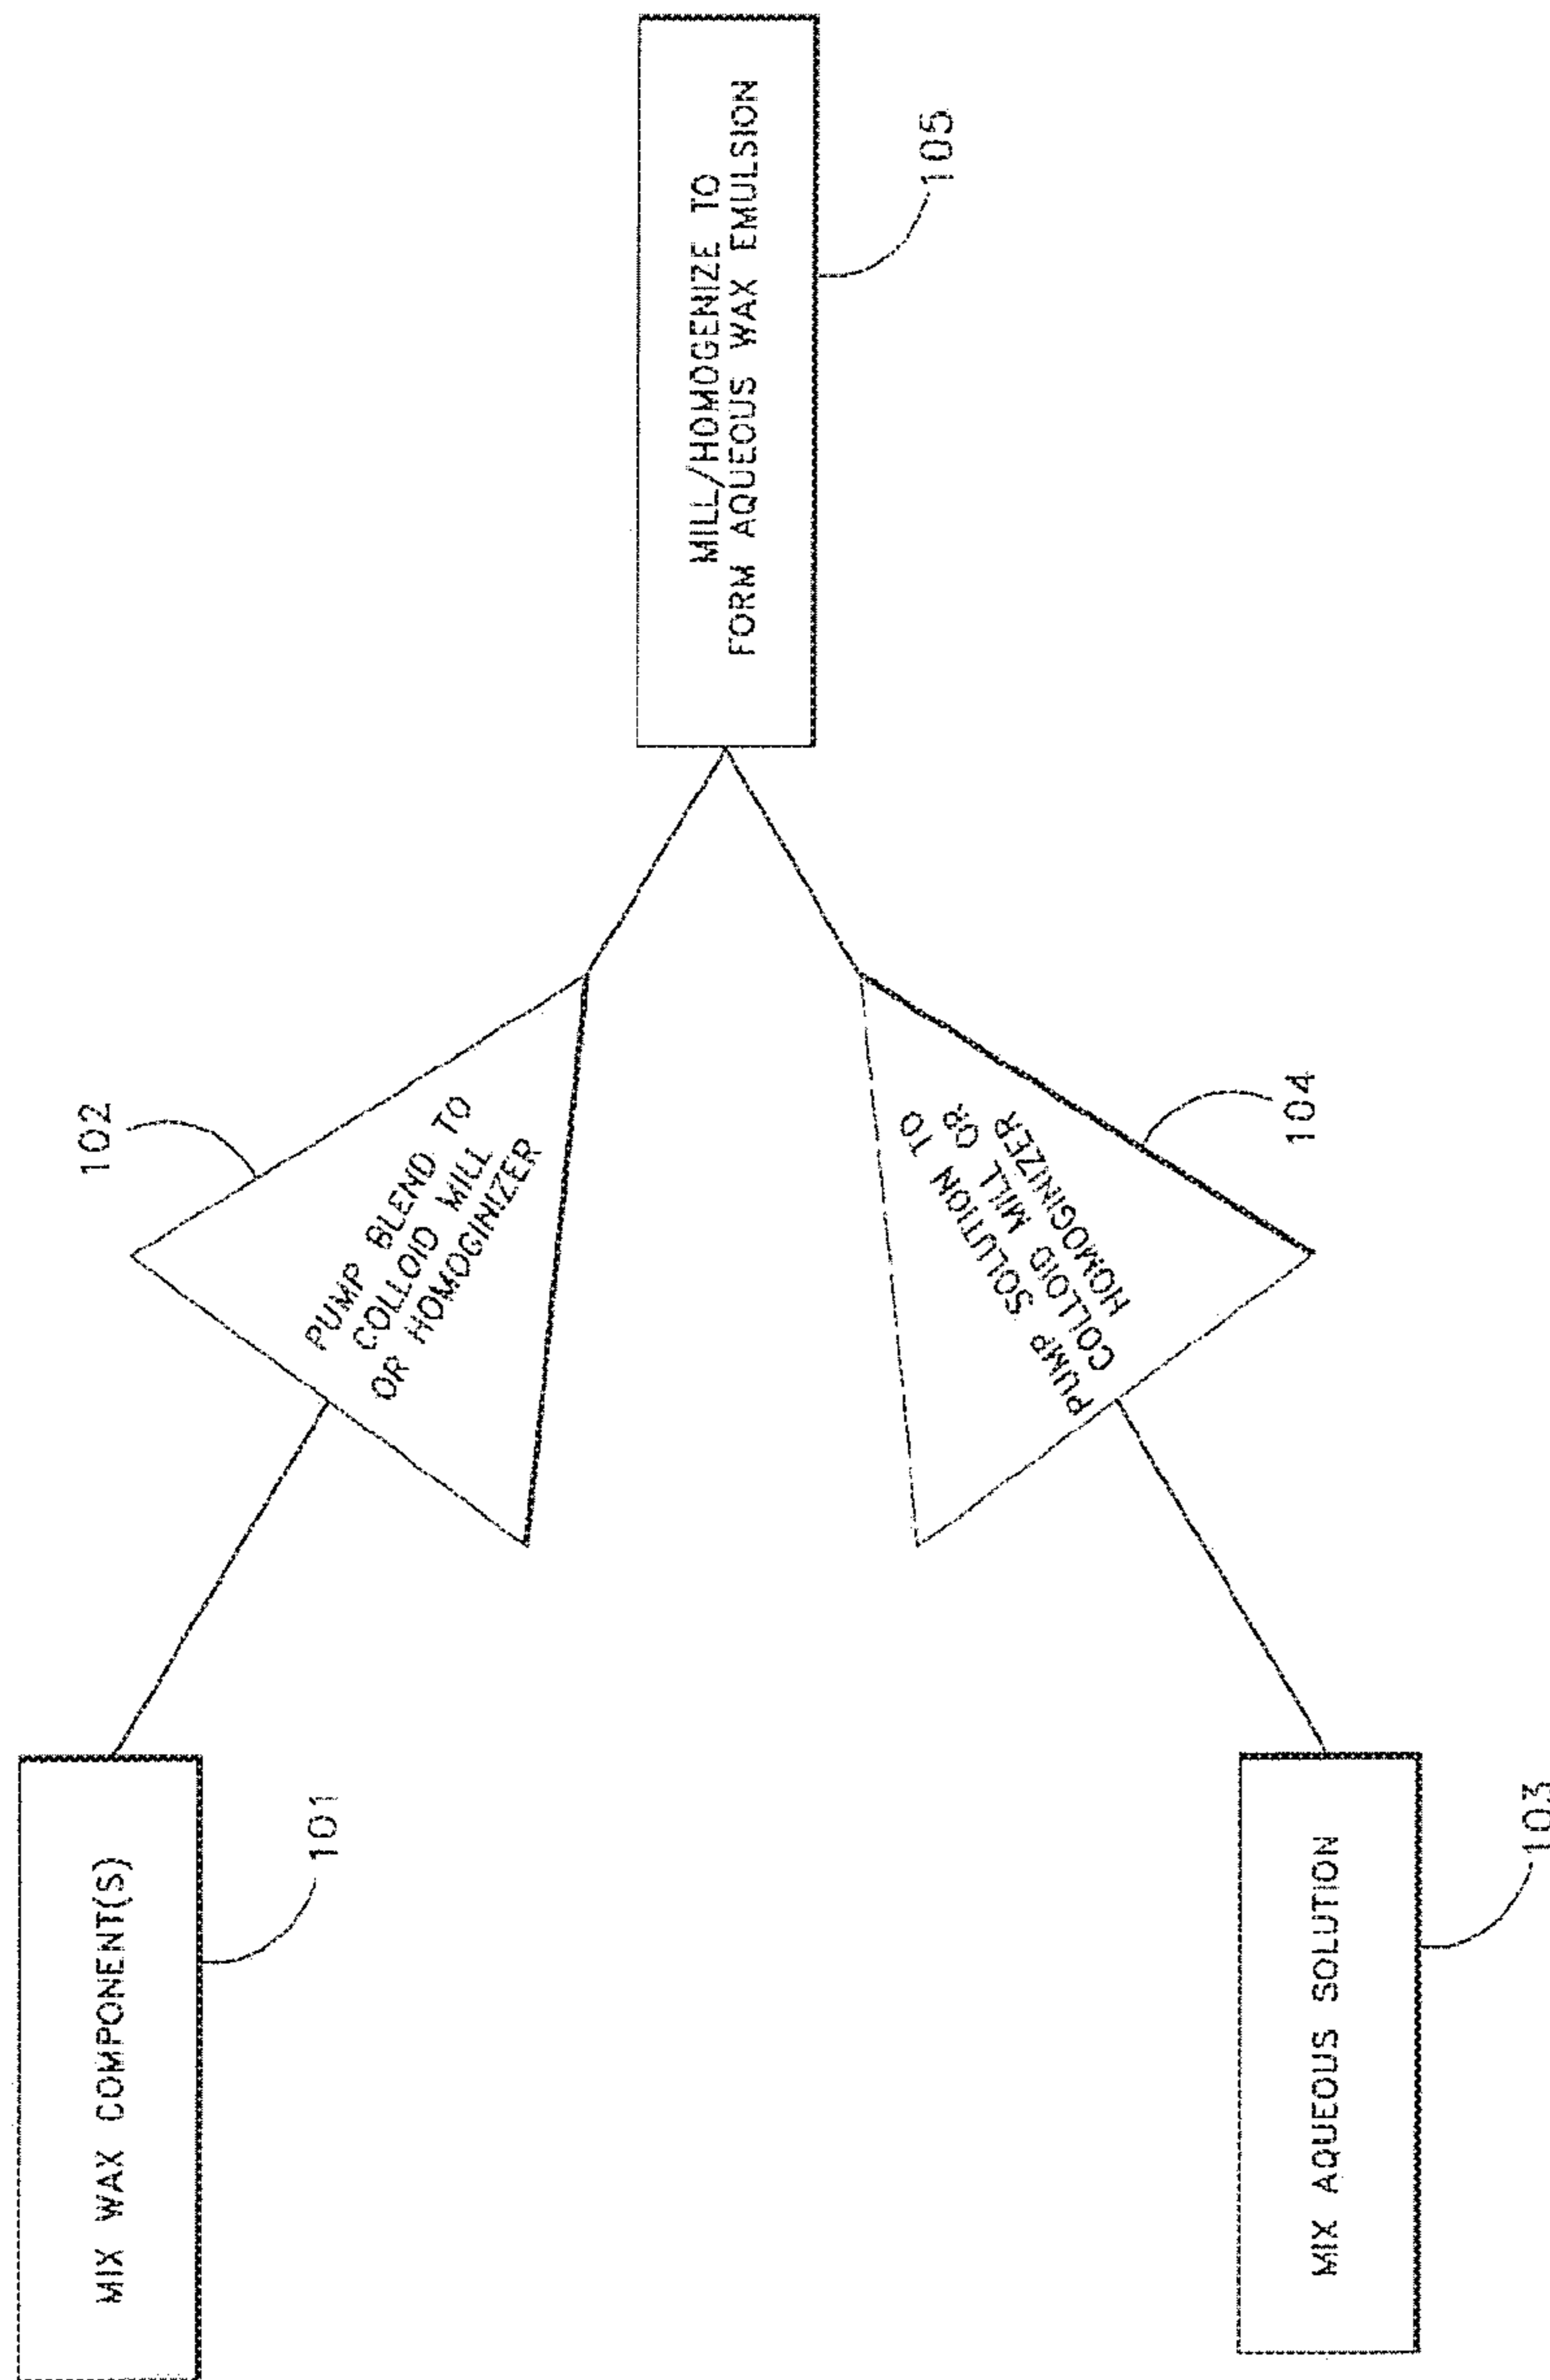 MIX WAX COMPONENT(S)
101
PUMP BLEND TO
COLLOID MILL
OR HOMOGINIZER
102
MIX AQUEOUS SOLUTION
103
PUMP SOLUTION TO
COLLOID MILL OR
HOMOGINIZER
104
MILL/HOMOGENIZE TO
FORM AQUEOUS WAX EMULSION
105